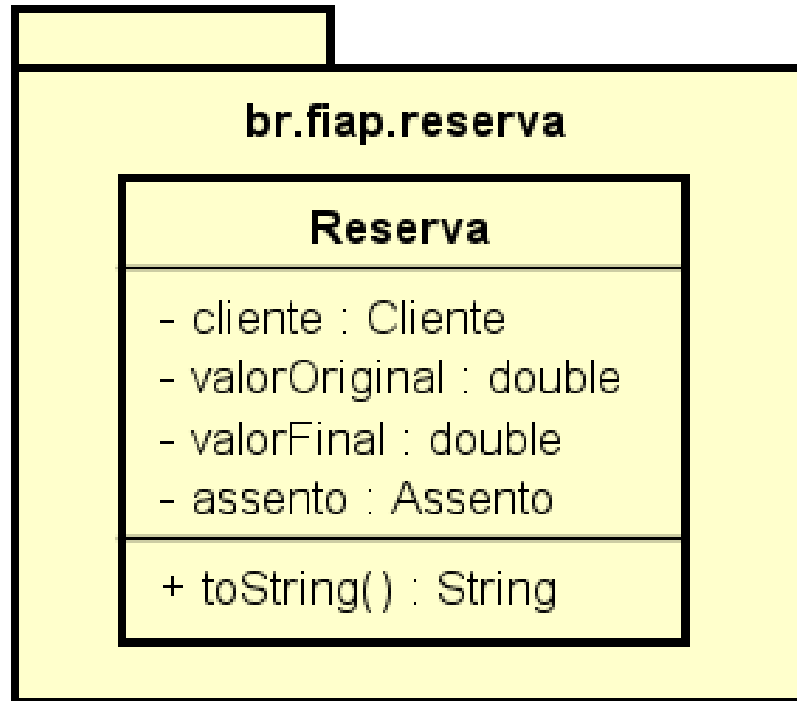 br.fiap.reserva
Reserva
- cliente : Cliente
- valorOriginal : double
- valorFinal : double
- assento : Assento
+ toString() : String